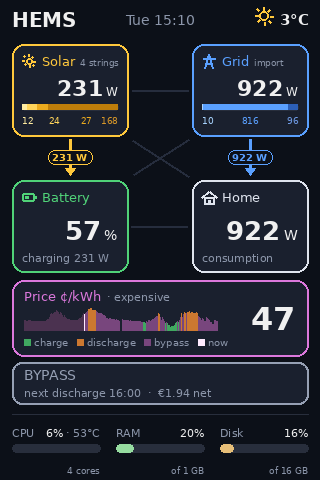 HEMS Tue 15:10 3°C
Solar 4 strings
231 W
12 24 27 168
Grid import
922 W
10 816 96
231 W
922 W
Battery
57 %
charging 231 W
Home
922 W
consumption
Price ¢/kWh · expensive
47
charge discharge bypass now
BYPASS
next discharge 16:00 · €1.94 net
CPU 6% · 53°C RAM 20% Disk 16%
4 cores of 1 GB of 16 GB